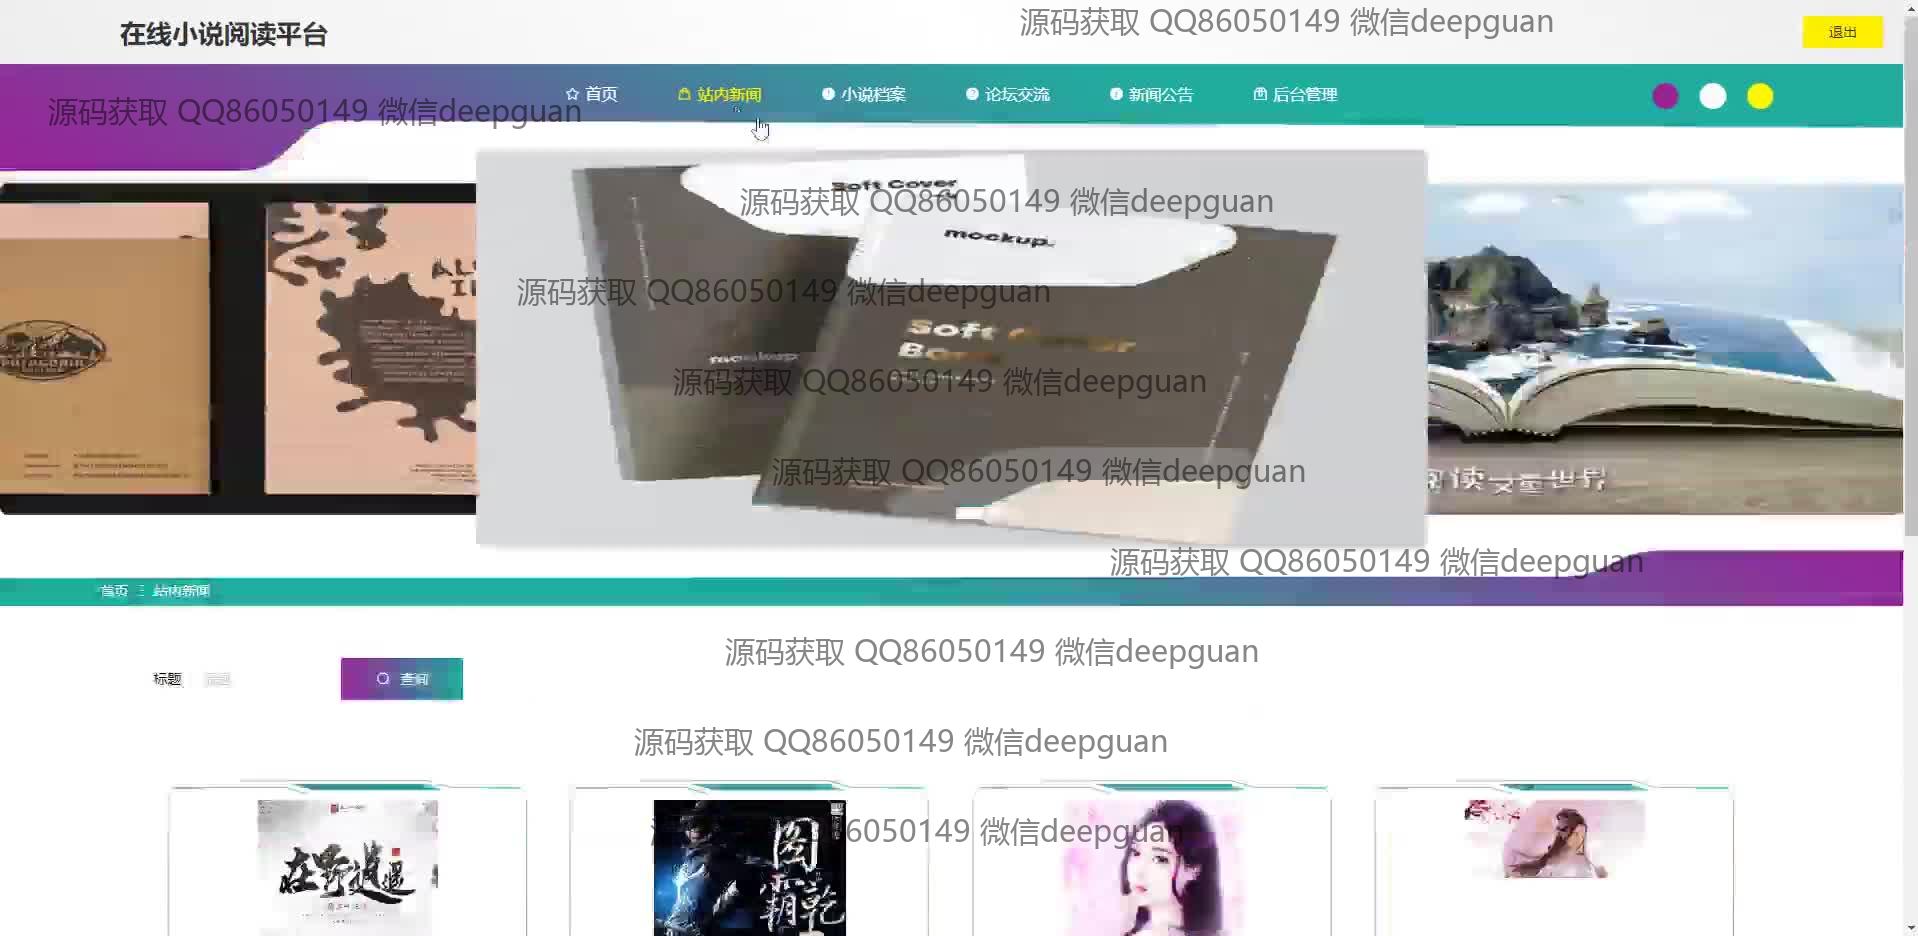 在线小说阅读平台
源码获取 QQ86050149 微信deepguan
退出
首页
站内新闻
小说档案
论坛交流
新闻公告
后台管理
源码获取 QQ86050149 微信deepguan
Soft Cover
源码获取 QQ86050149 微信deepguan
mockup.
源码获取 QQ86050149 微信deepguan
Soft Cover
mockup
源码获取 QQ86050149 微信deepguan
源码获取 QQ86050149 微信deepguan
阅读文重世界
源码获取 QQ86050149 微信deepguan
首页
站内新闻
源码获取 QQ86050149 微信deepguan
标题
标题
查询
源码获取 QQ86050149 微信deepguan
6050149 微信deepguan
在野逍遥
图霸乾